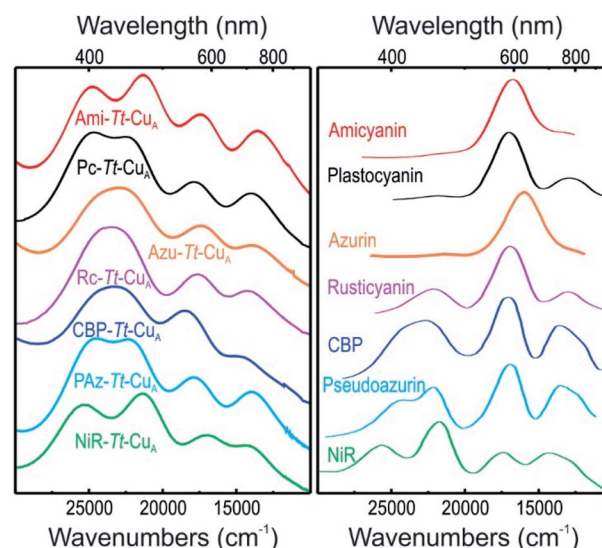 Wavelength (nm)
400 600 800
Ami-Tt-CuA
Pc-Tt-CuA
Azu-Tt-CuA
Rc-Tt-CuA
CBP-Tt-CuA
PAz-Tt-CuA
NiR-Tt-CuA
25000 20000 15000
Wavenumbers (cm⁻¹)
Wavelength (nm)
400 600 800
Amicyanin
Plastocyanin
Azurin
Rusticyanin
CBP
Pseudoazurin
NiR
25000 20000 15000
Wavenumbers (cm⁻¹)